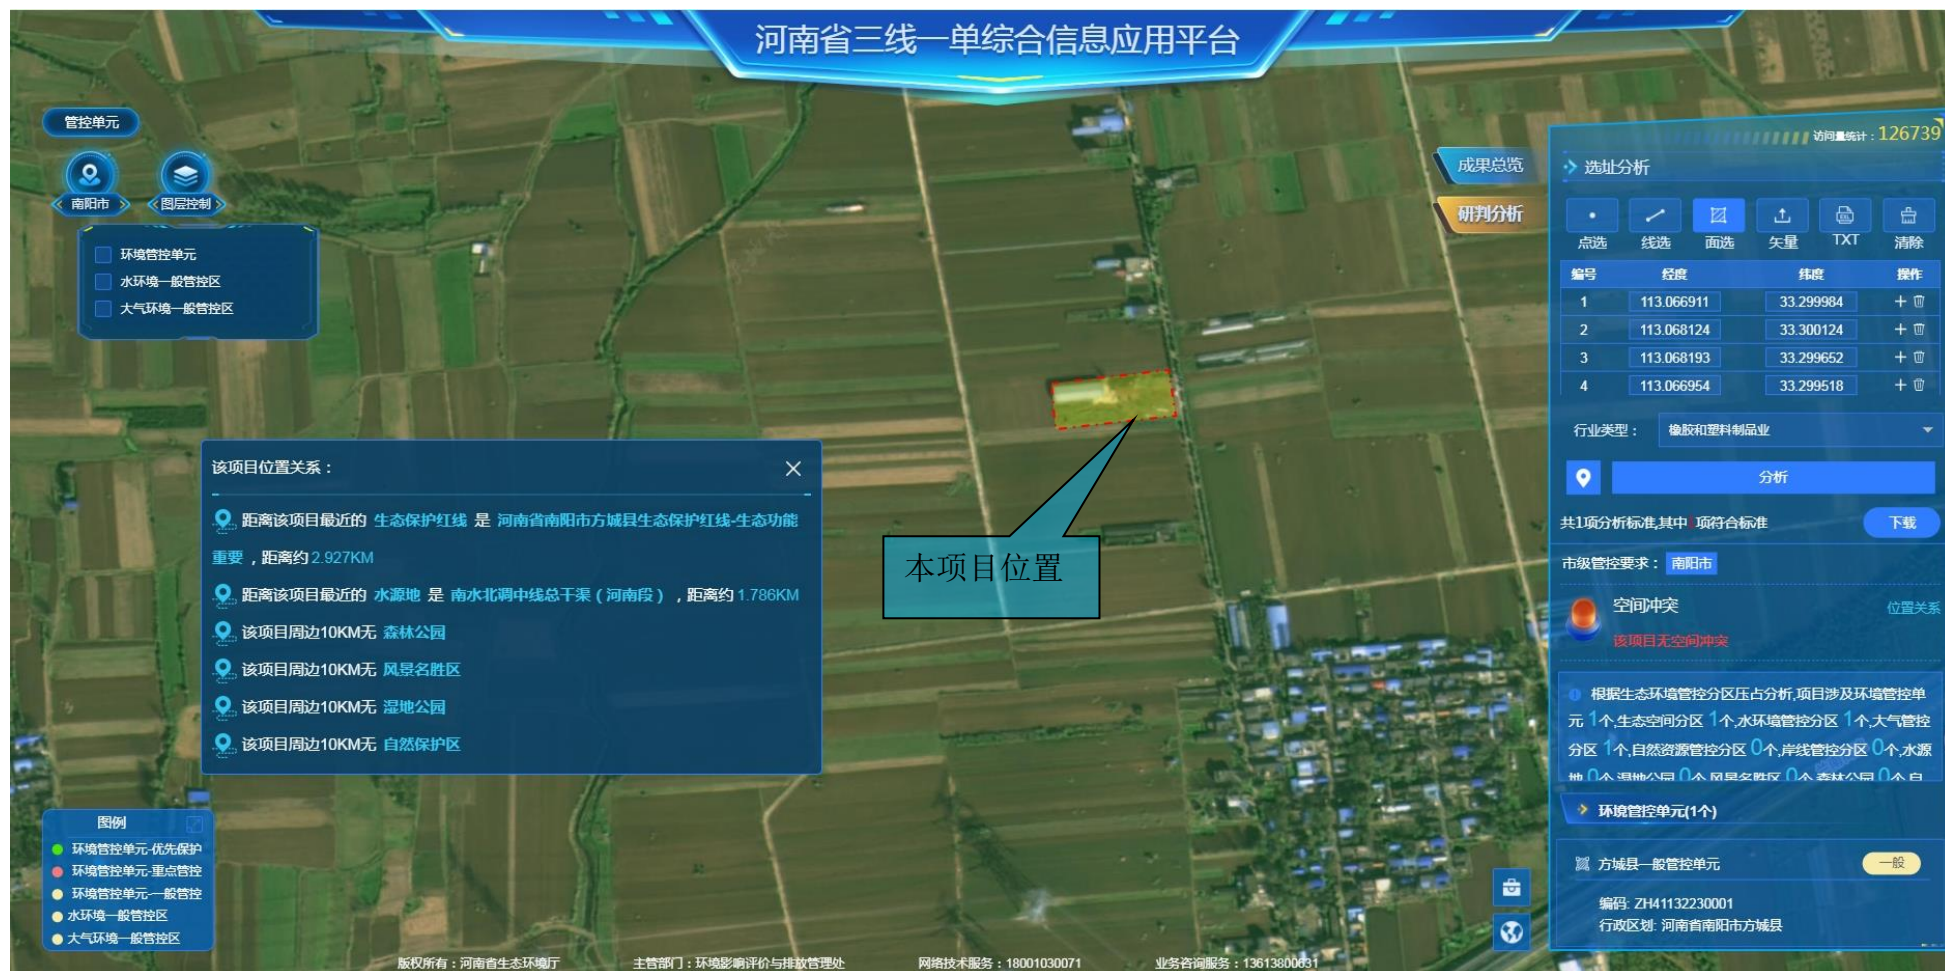 河南省三线一单综合信息应用平台
管控单元
南阳市
图层控制
环境管控单元
水环境一般管控区
大气环境一般管控区
成果总览
研判分析
访问量统计：126739
选址分析
点选 线选 面选 矢量 TXT 清除
编号 经度 纬度 操作
1 113.066911 33.299984
2 113.068124 33.300124
3 113.068193 33.299652
4 113.066954 33.299518
行业类型： 橡胶和塑料制品业
分析
共1项分析标准,其中 项符合标准
下载
市级管控要求： 南阳市
空间冲突
位置关系
该项目无空间冲突
根据生态环境管控分区压占分析,项目涉及环境管控单
元 1个,生态空间分区 1个,水环境管控分区 1个,大气管控
分区 1个,自然资源管控分区 0个,岸线管控分区 0个,水源
地 0个,湿地公园 0个,风景名胜区 0个,森林公园 0个,自
环境管控单元(1个)
方城县一般管控单元
一般
编码: ZH41132230001
行政区划: 河南省南阳市方城县
该项目位置关系：
距离该项目最近的 生态保护红线 是 河南省南阳市方城县生态保护红线-生态功能
重要 ，距离约 2.927KM
距离该项目最近的 水源地 是 南水北调中线总干渠（河南段），距离约 1.786KM
该项目周边10KM无 森林公园
该项目周边10KM无 风景名胜区
该项目周边10KM无 湿地公园
该项目周边10KM无 自然保护区
本项目位置
图例
环境管控单元-优先保护
环境管控单元-重点管控
环境管控单元-一般管控
水环境一般管控区
大气环境一般管控区
版权所有：河南省生态环境厅 主管部门：环境影响评价与排放管理处 网络技术服务：18001030071 业务咨询服务：13613800631